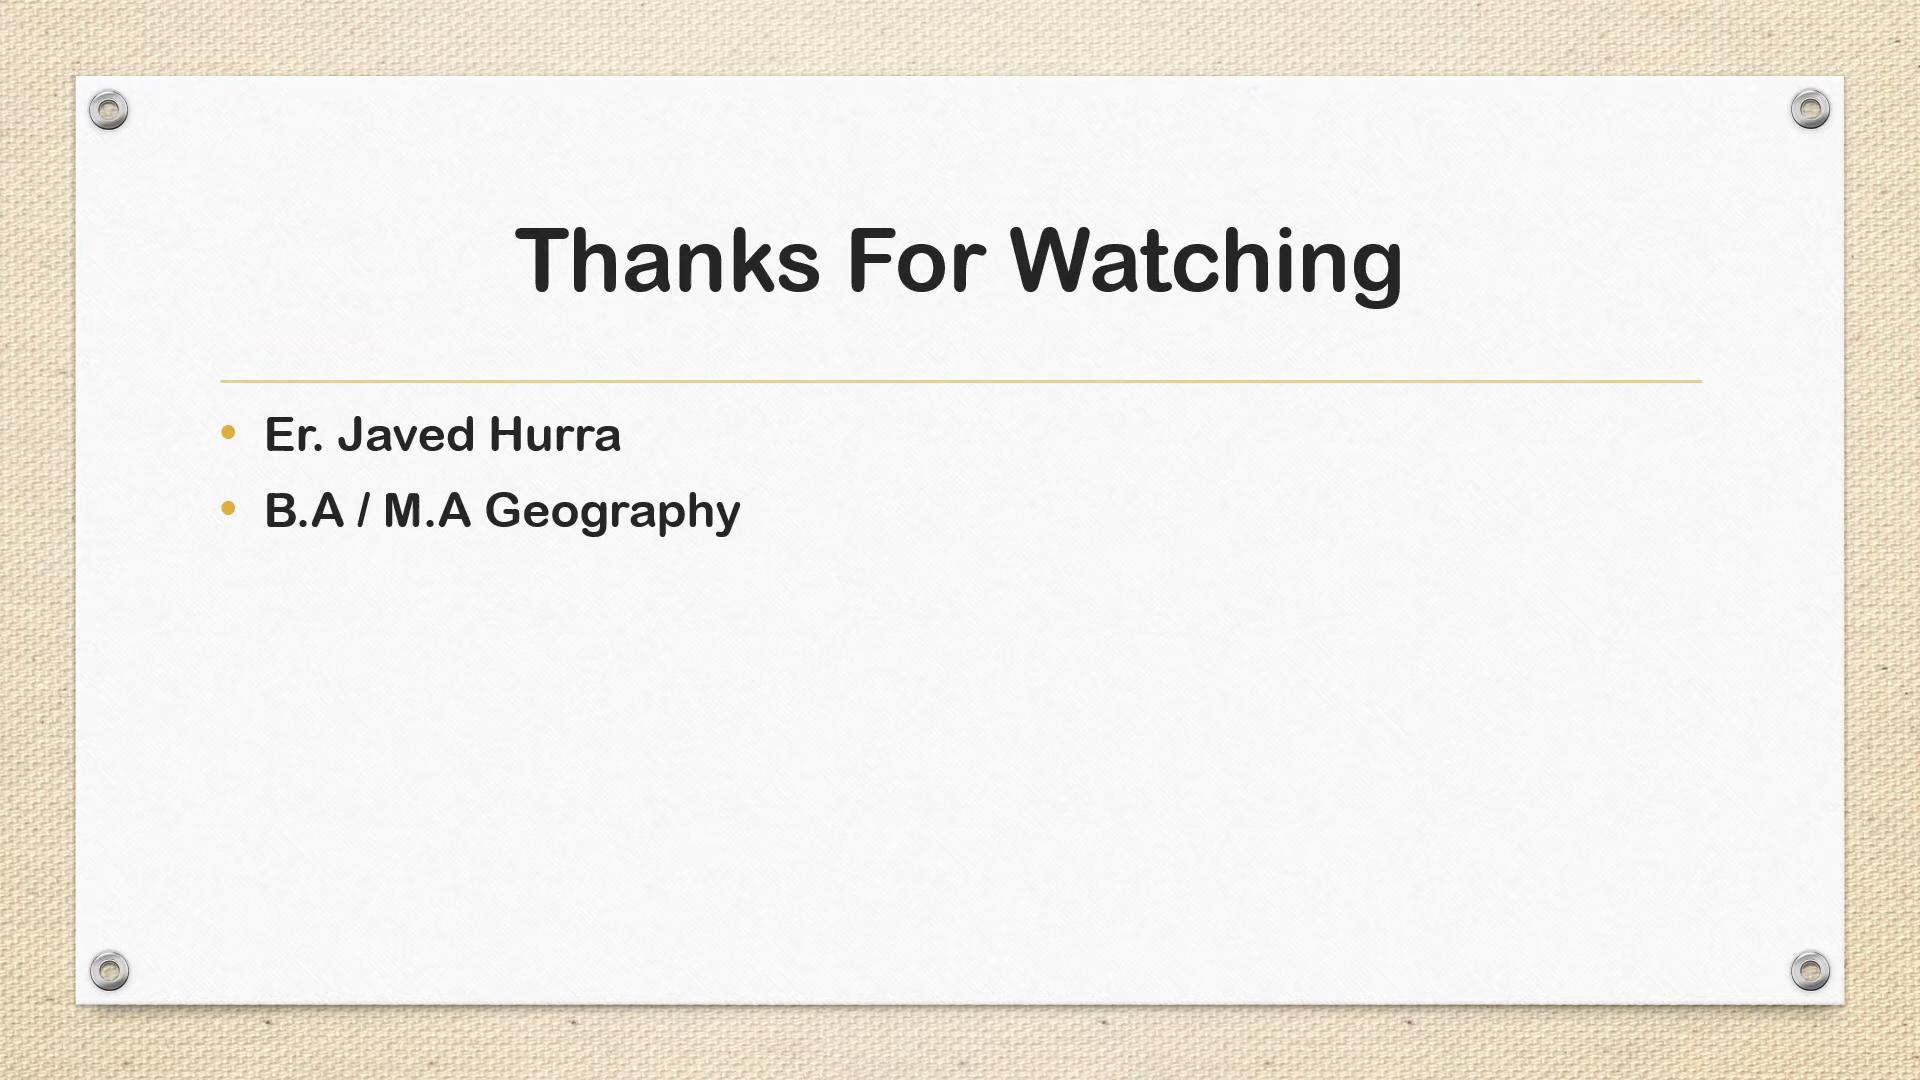 Thanks For Watching
• Er. Javed Hurra
• B.A / M.A Geography